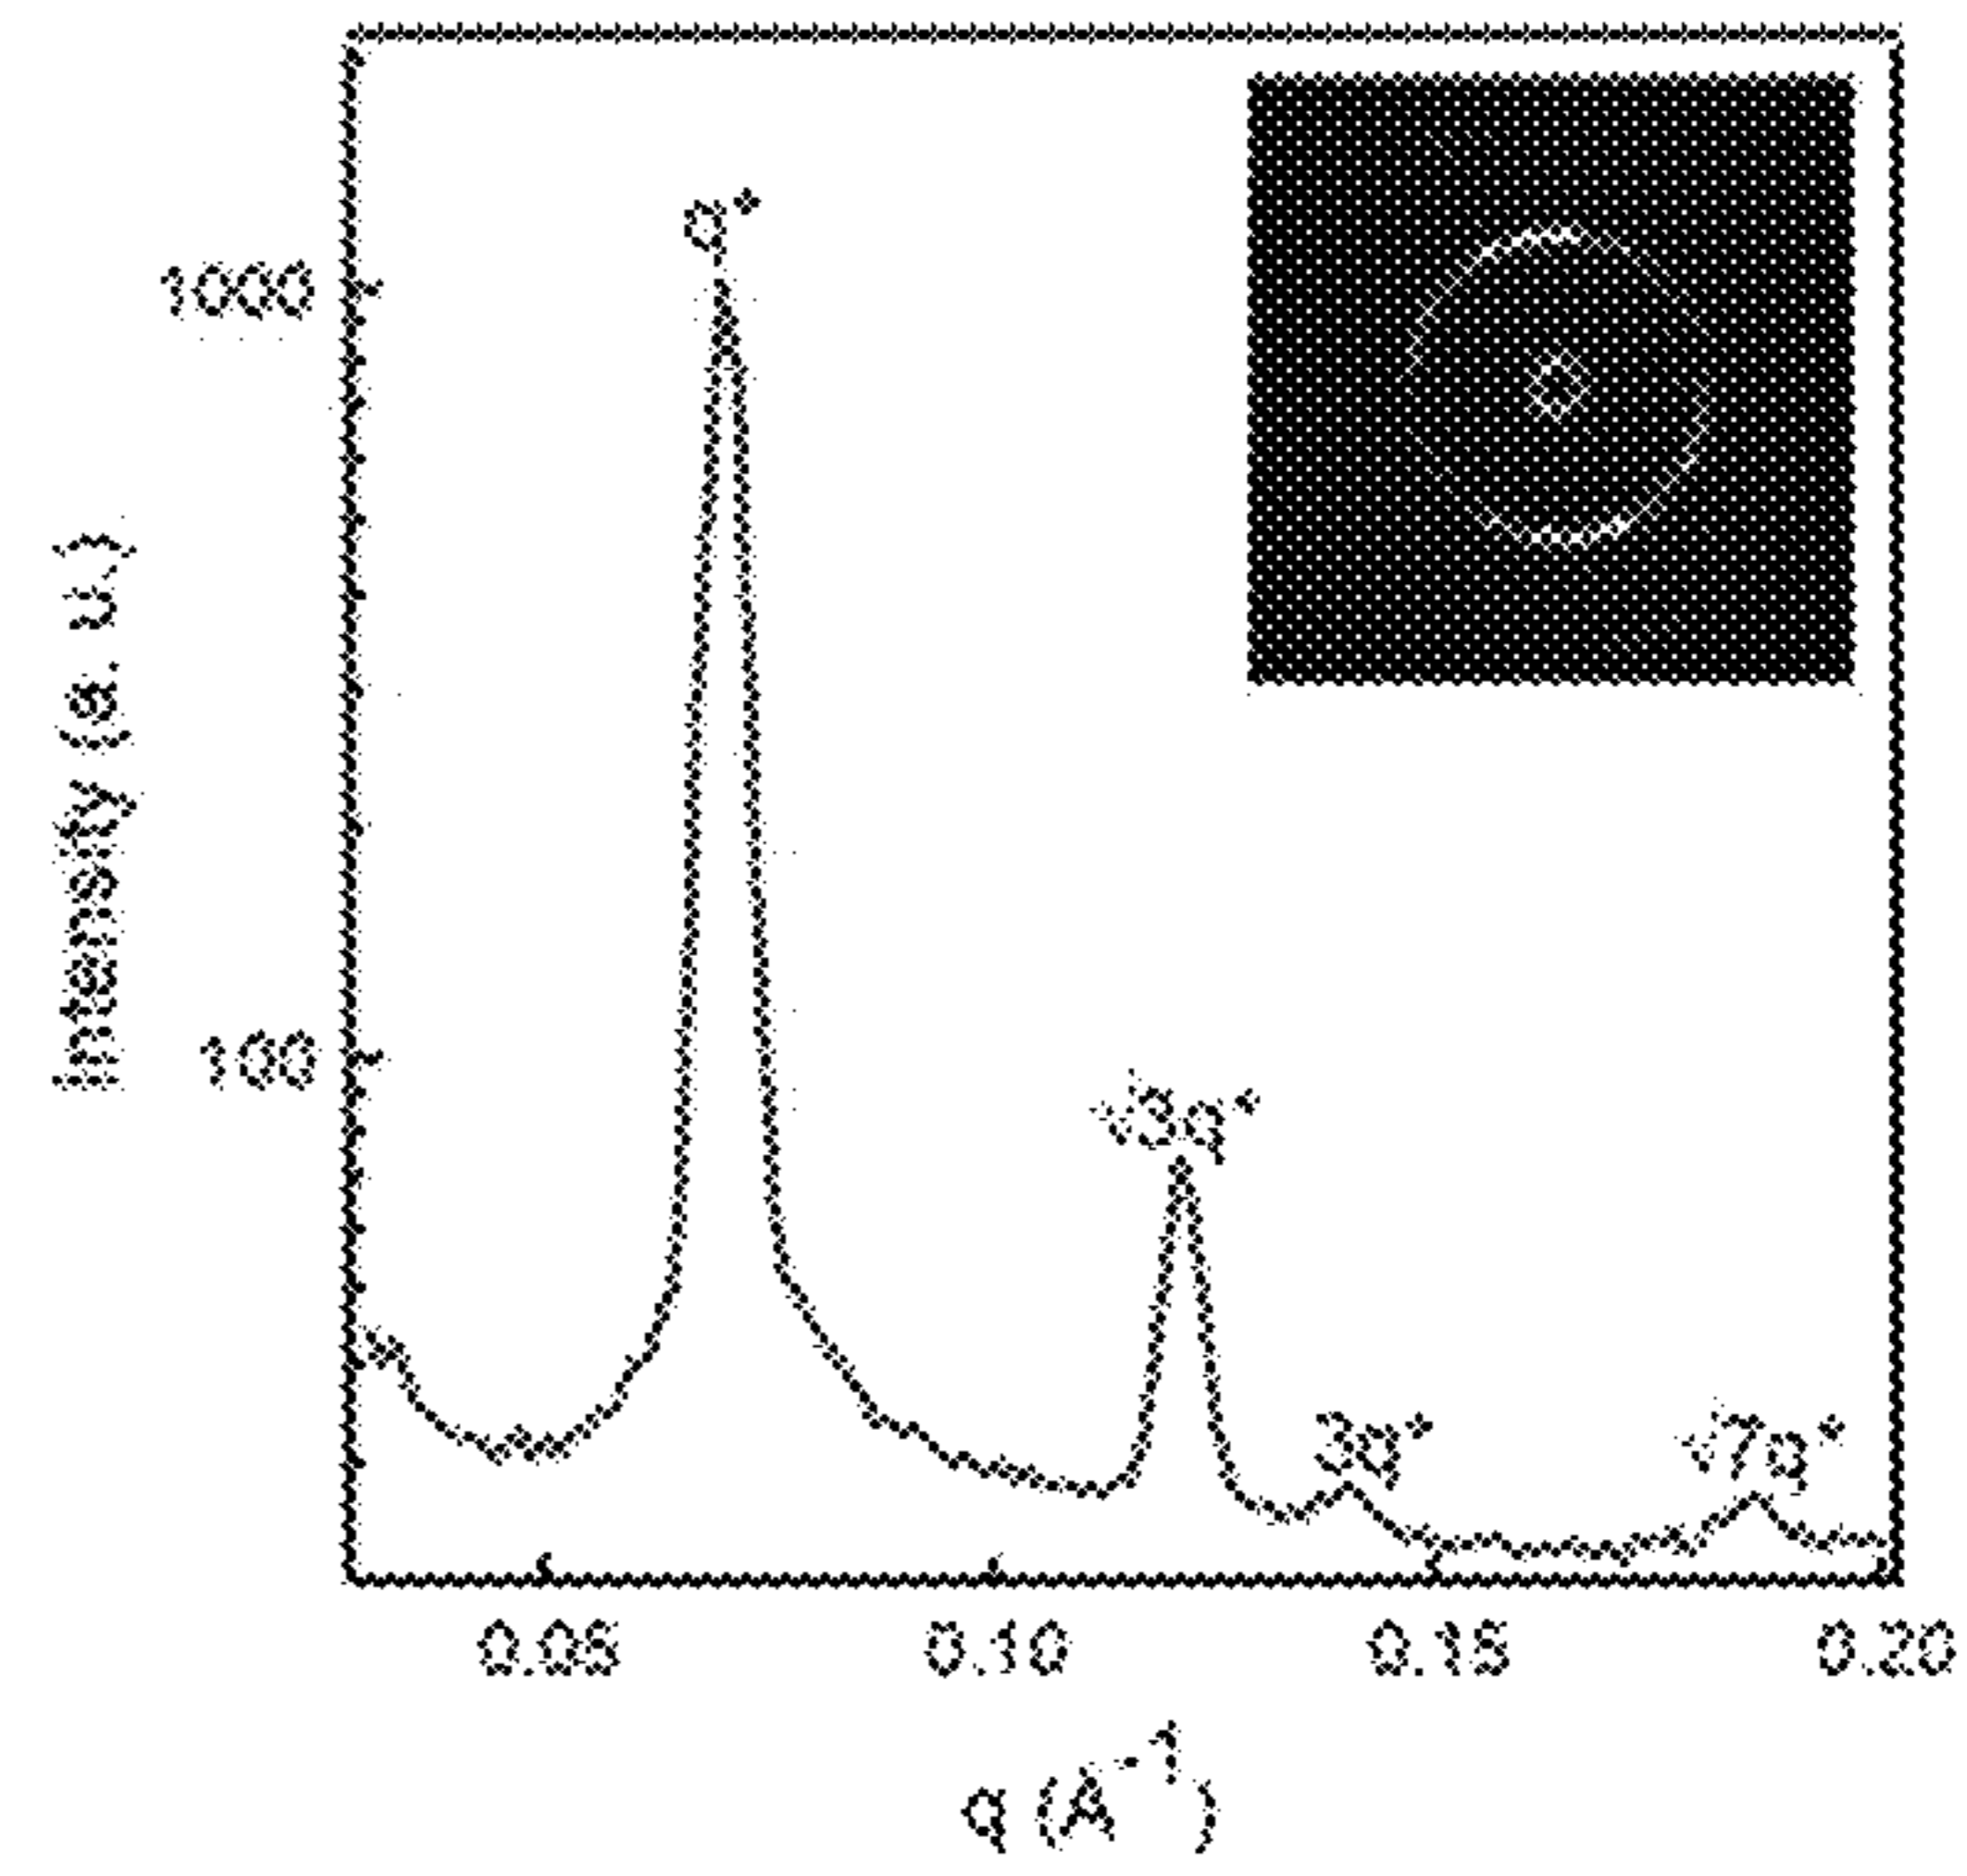 q*
1000
Intensity (a. u.)
100
√3q*
3q*
√7q*
0.05 0.10 0.15 0.20
q (A⁻¹)